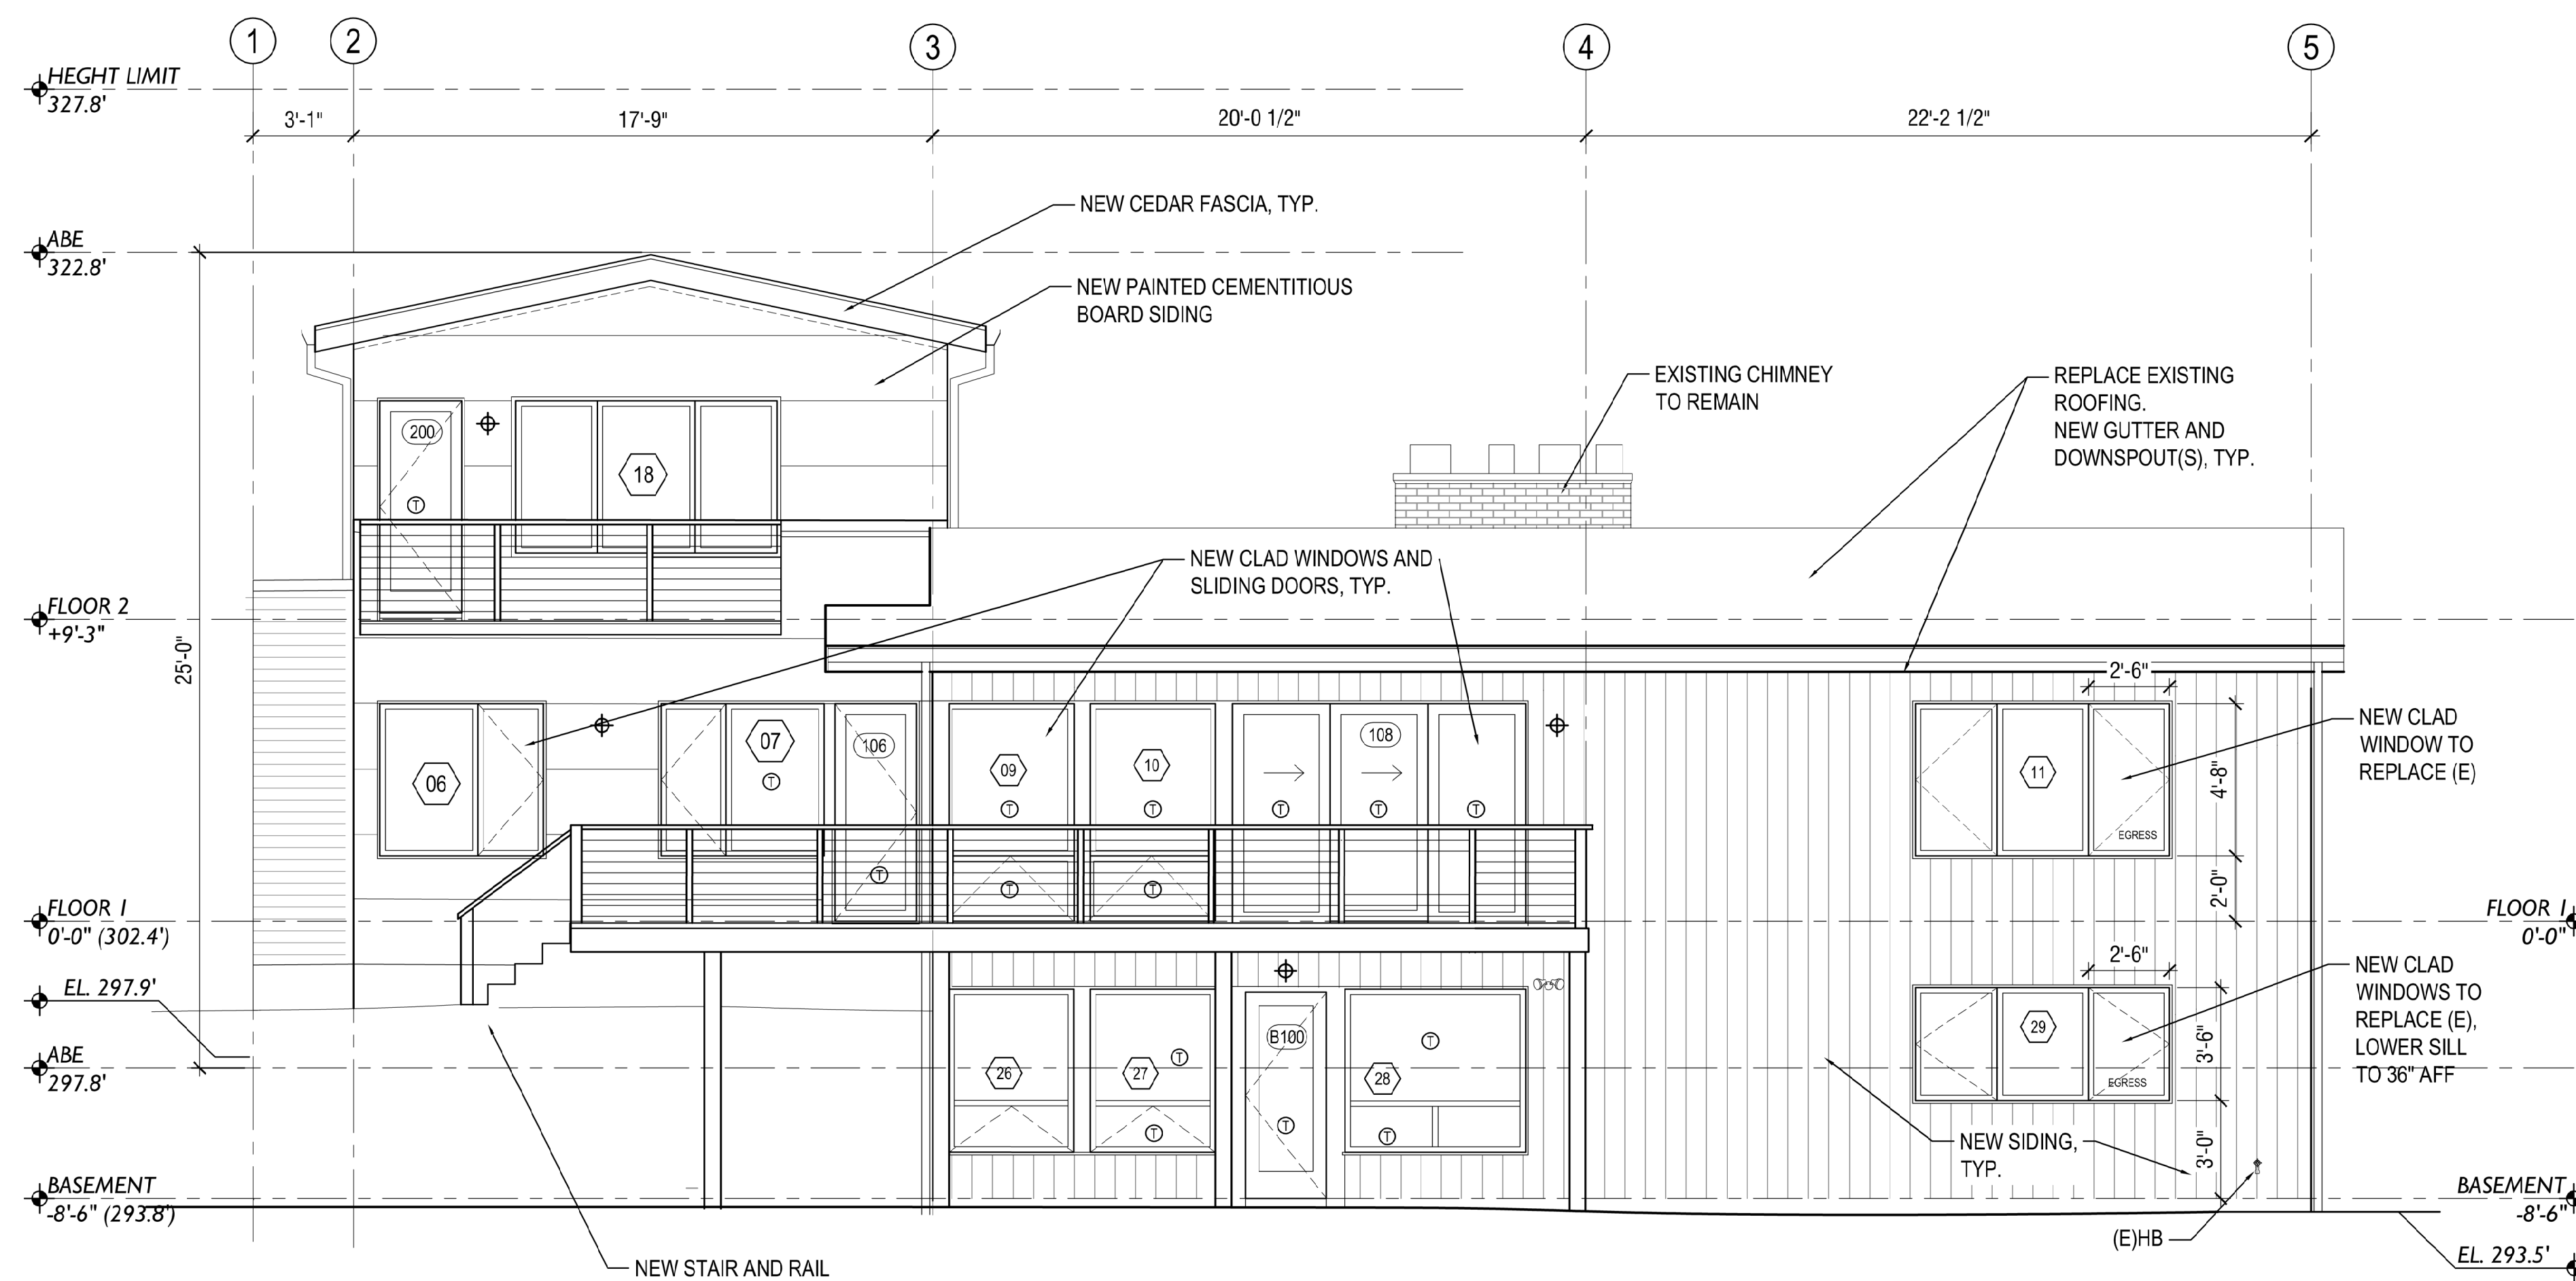 1
2
3
4
5
HEGHT LIMIT
327.8'
3'-1"
17'-9"
20'-0 1/2"
22'-2 1/2"
NEW CEDAR FASCIA, TYP.
ABE
322.8'
NEW PAINTED CEMENTITIOUS
BOARD SIDING
EXISTING CHIMNEY
TO REMAIN
REPLACE EXISTING
ROOFING.
NEW GUTTER AND
DOWNSPOUT(S), TYP.
200
18
T
NEW CLAD WINDOWS AND
SLIDING DOORS, TYP.
FLOOR 2
+9'-3"
25'-0"
2'-6"
06
07
T
106
T
09
T
T
10
T
T
108
T
T
T
11
EGRESS
4'-8"
2'-0"
NEW CLAD
WINDOW TO
REPLACE (E)
FLOOR 1
0'-0" (302.4')
FLOOR 1
0'-0"
EL. 297.9'
2'-6"
NEW CLAD
WINDOWS TO
REPLACE (E),
LOWER SILL
TO 36" AFF
ABE
297.8'
26
27
T
T
B100
T
28
T
T
29
EGRESS
3'-6"
3'-0"
NEW SIDING,
TYP.
BASEMENT
-8'-6" (293.8')
BASEMENT
-8'-6"
(E)HB
EL. 293.5'
NEW STAIR AND RAIL